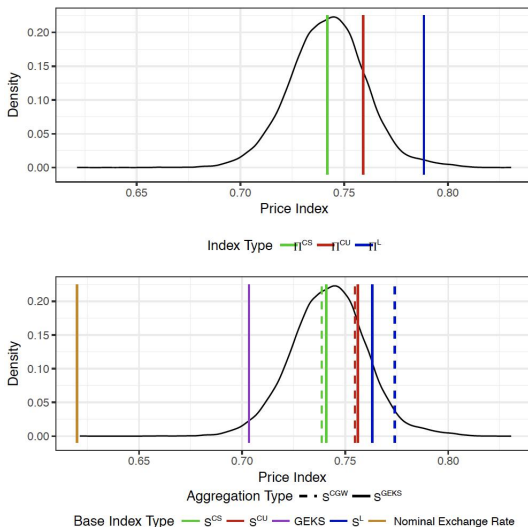 0.20
0.15
0.10
0.05
0.00
Density
0.65 0.70 0.75 0.80
Price Index
Index Type Π^CS Π^CU Π^L
0.20
0.15
0.10
0.05
0.00
Density
0.65 0.70 0.75 0.80
Price Index
Aggregation Type S^CGW S^GEKS
Base Index Type S^CS S^CU GEKS S^L Nominal Exchange Rate